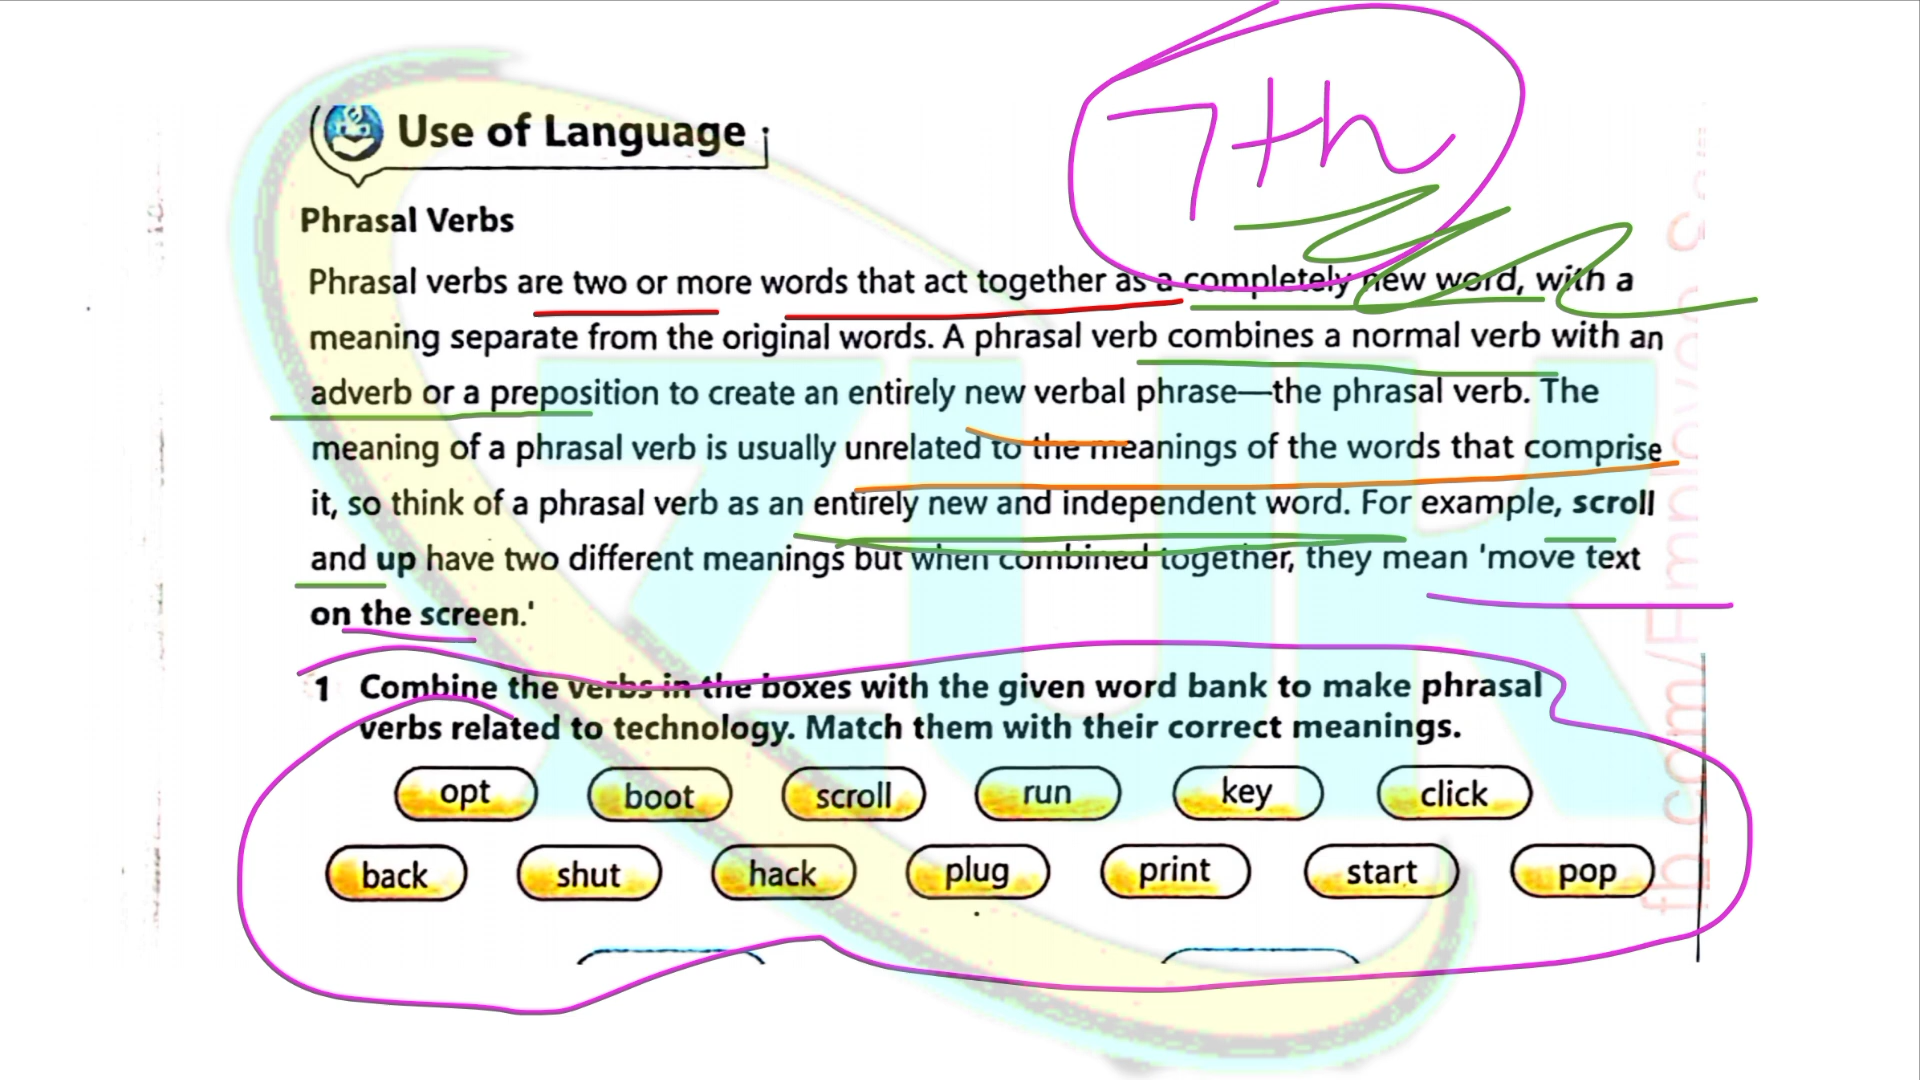 7th
Use of Language
Phrasal Verbs
Phrasal verbs are two or more words that act together as a completely new word, with a
meaning separate from the original words. A phrasal verb combines a normal verb with an
adverb or a preposition to create an entirely new verbal phrase—the phrasal verb. The
meaning of a phrasal verb is usually unrelated to the meanings of the words that comprise
it, so think of a phrasal verb as an entirely new and independent word. For example, scroll
and up have two different meanings but when combined together, they mean 'move text
on the screen.'
1 Combine the verbs in the boxes with the given word bank to make phrasal
verbs related to technology. Match them with their correct meanings.
opt boot scroll run key click
back shut hack plug print start pop
ZUR